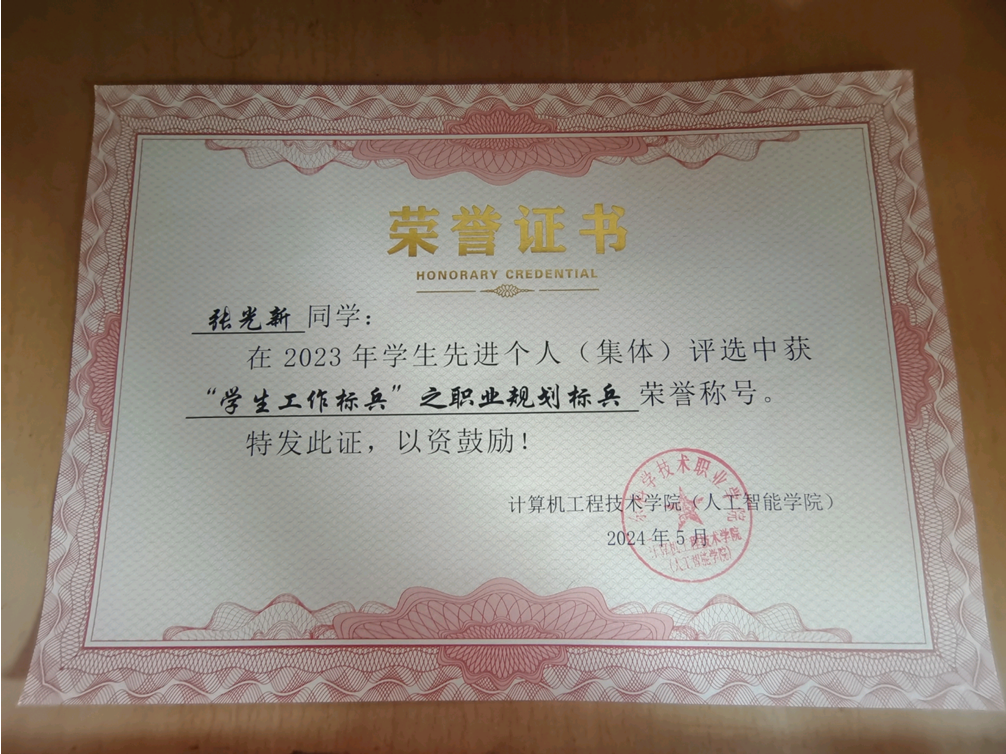 荣誉证书
HONORARY CREDENTIAL
张光新同学：
在 2023 年学生先进个人（集体）评选中获
“学生工作标兵”之职业规划标兵 荣誉称号。
特发此证，以资鼓励！
计算机工程技术学院（人工智能学院）
2024 年 5 月
学技术职业学院
计算机工程技术学院
（人工智能学院）